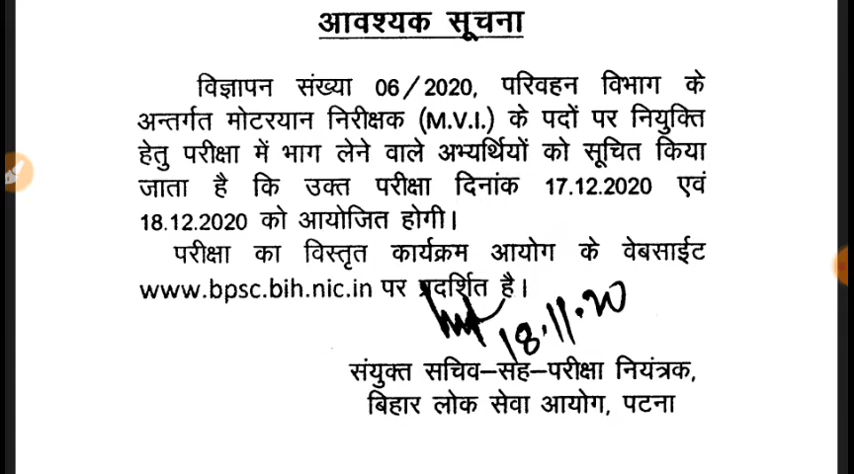 आवश्यक सूचना
विज्ञापन संख्या 06/2020, परिवहन विभाग के
अन्तर्गत मोटरयान निरीक्षक (M.V.I.) के पदों पर नियुक्ति
हेतु परीक्षा में भाग लेने वाले अभ्यर्थियों को सूचित किया
जाता है कि उक्त परीक्षा दिनांक 17.12.2020 एवं
18.12.2020 को आयोजित होगी।
परीक्षा का विस्तृत कार्यक्रम आयोग के वेबसाईट
www.bpsc.bih.nic.in पर प्रदर्शित है।
18.11.20
संयुक्त सचिव-सह-परीक्षा नियंत्रक,
बिहार लोक सेवा आयोग, पटना